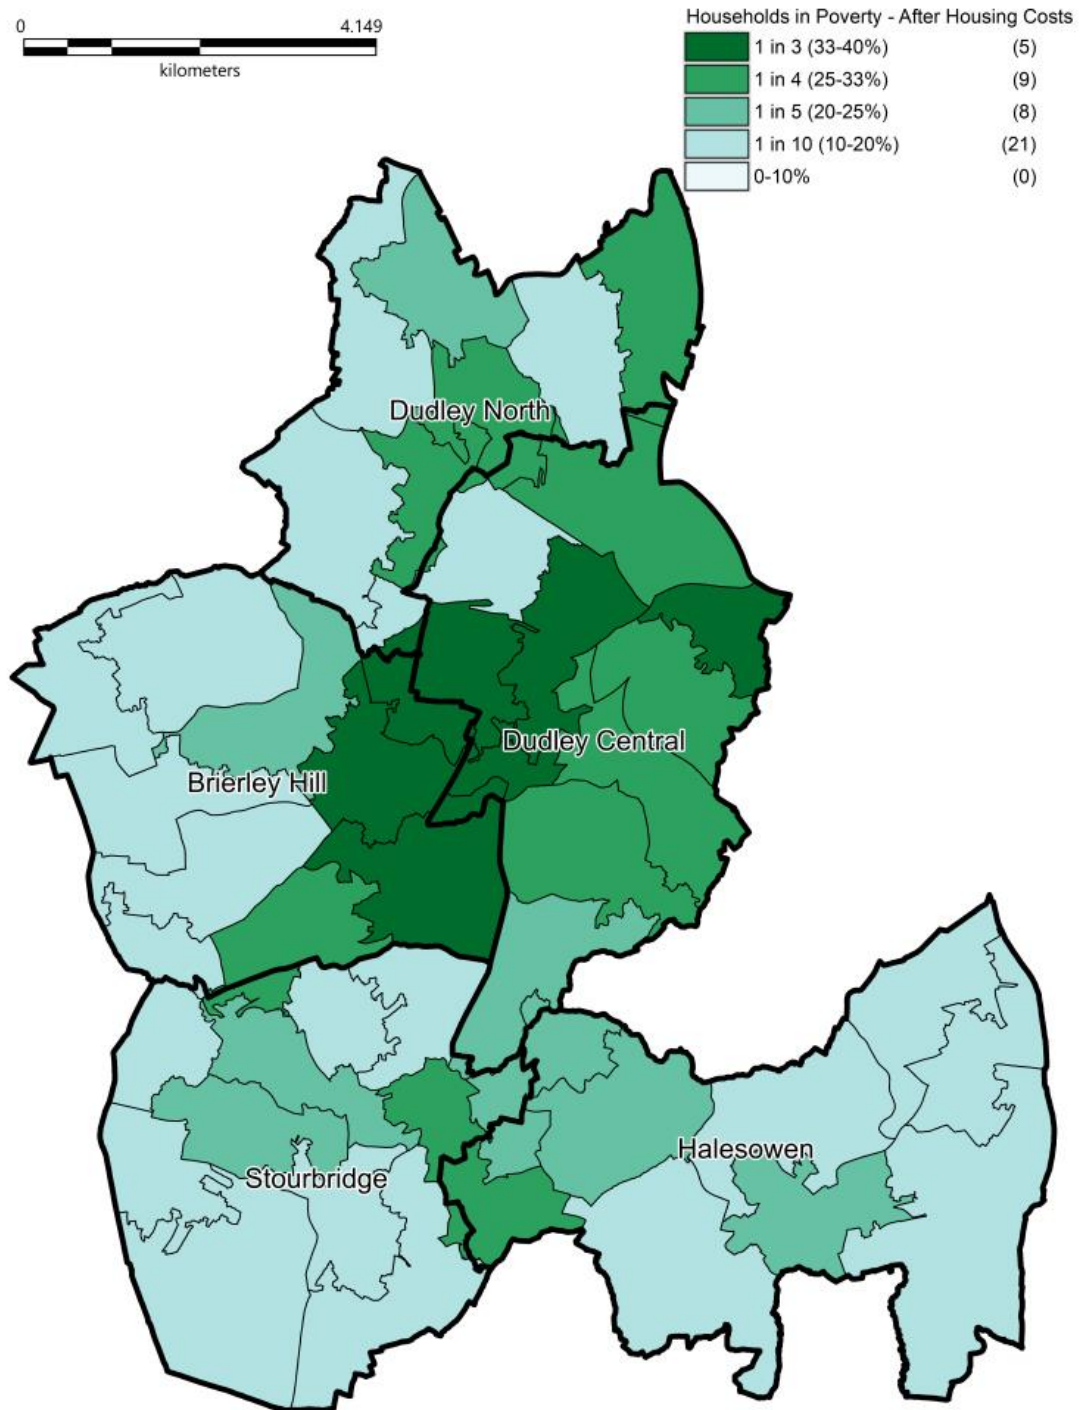 0 4.149
kilometers
Households in Poverty - After Housing Costs
1 in 3 (33-40%) (5)
1 in 4 (25-33%) (9)
1 in 5 (20-25%) (8)
1 in 10 (10-20%) (21)
0-10% (0)
Dudley North
Dudley Central
Brierley Hill
Halesowen
Stourbridge